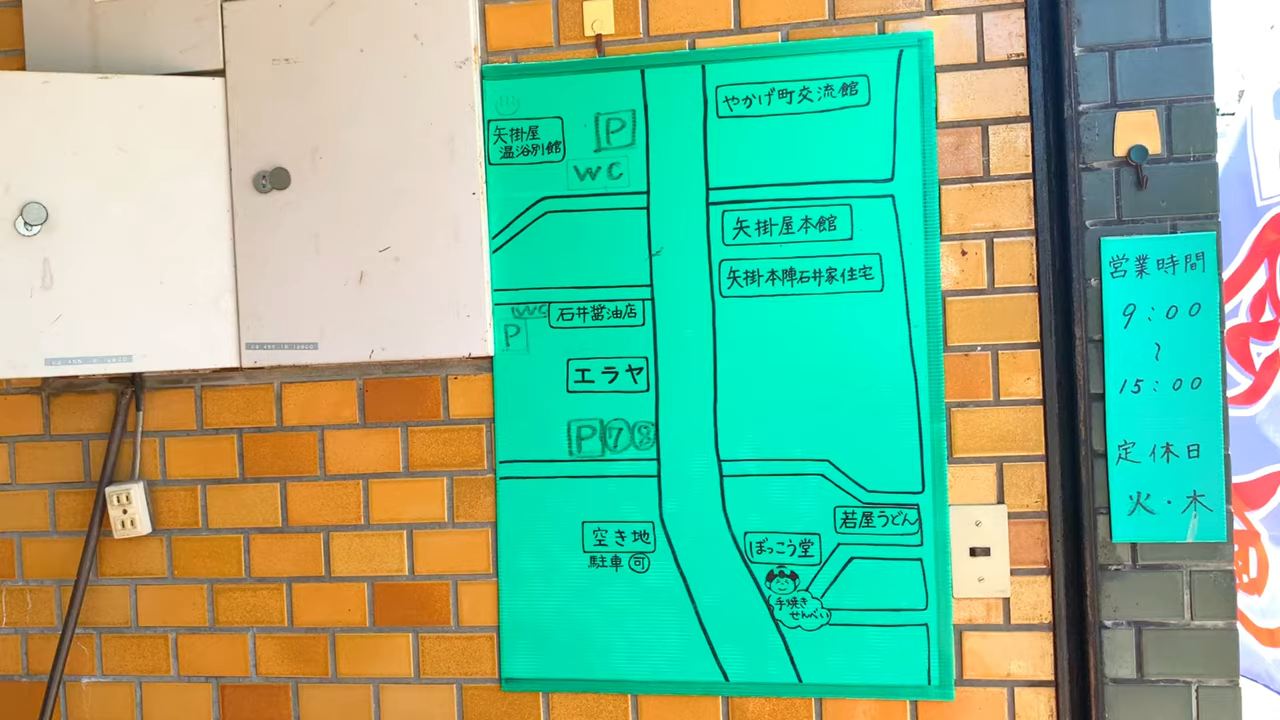 矢掛屋
温浴別館
P
WC
やかげ町交流館
矢掛屋本館
矢掛本陣石井家住宅
WC
石井醤油店
P
エラヤ
P⑦⑧
空き地
駐車可
若屋うどん
ぼっこう堂
手焼き
せんべい
営業時間
9:00
~
15:00
定休日
火・木